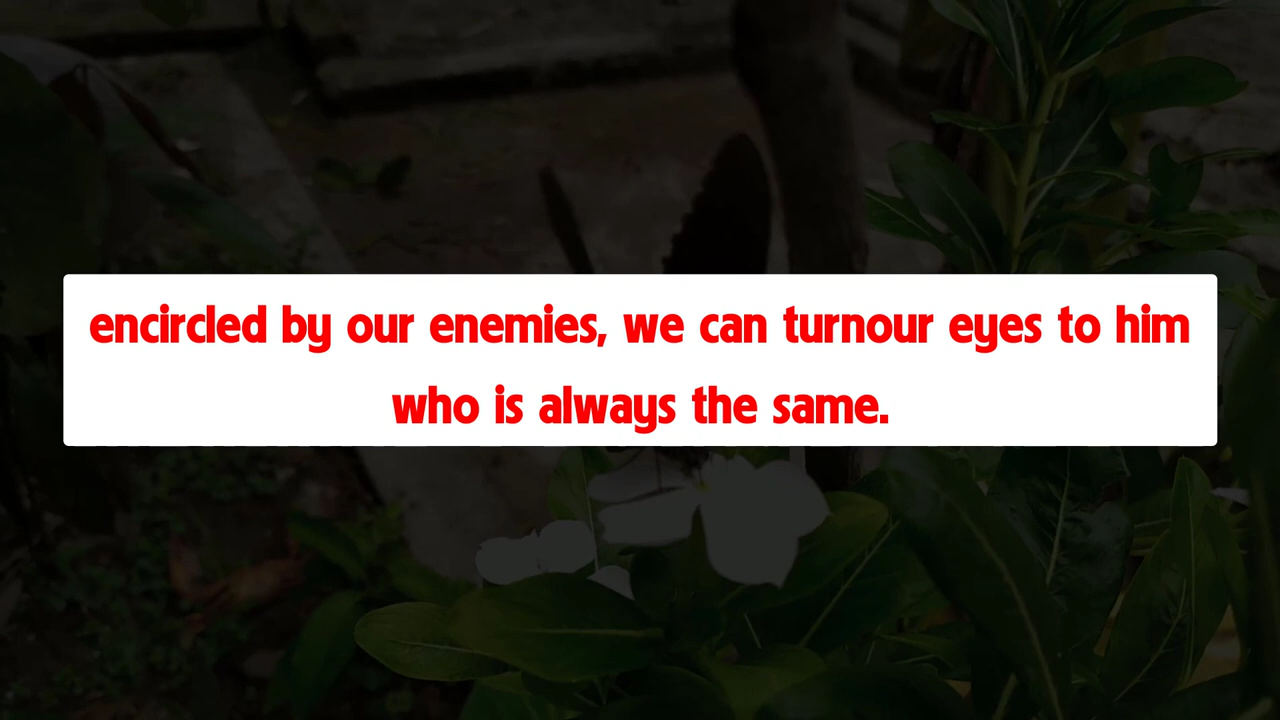 encircled by our enemies, we can turnour eyes to him
who is always the same.